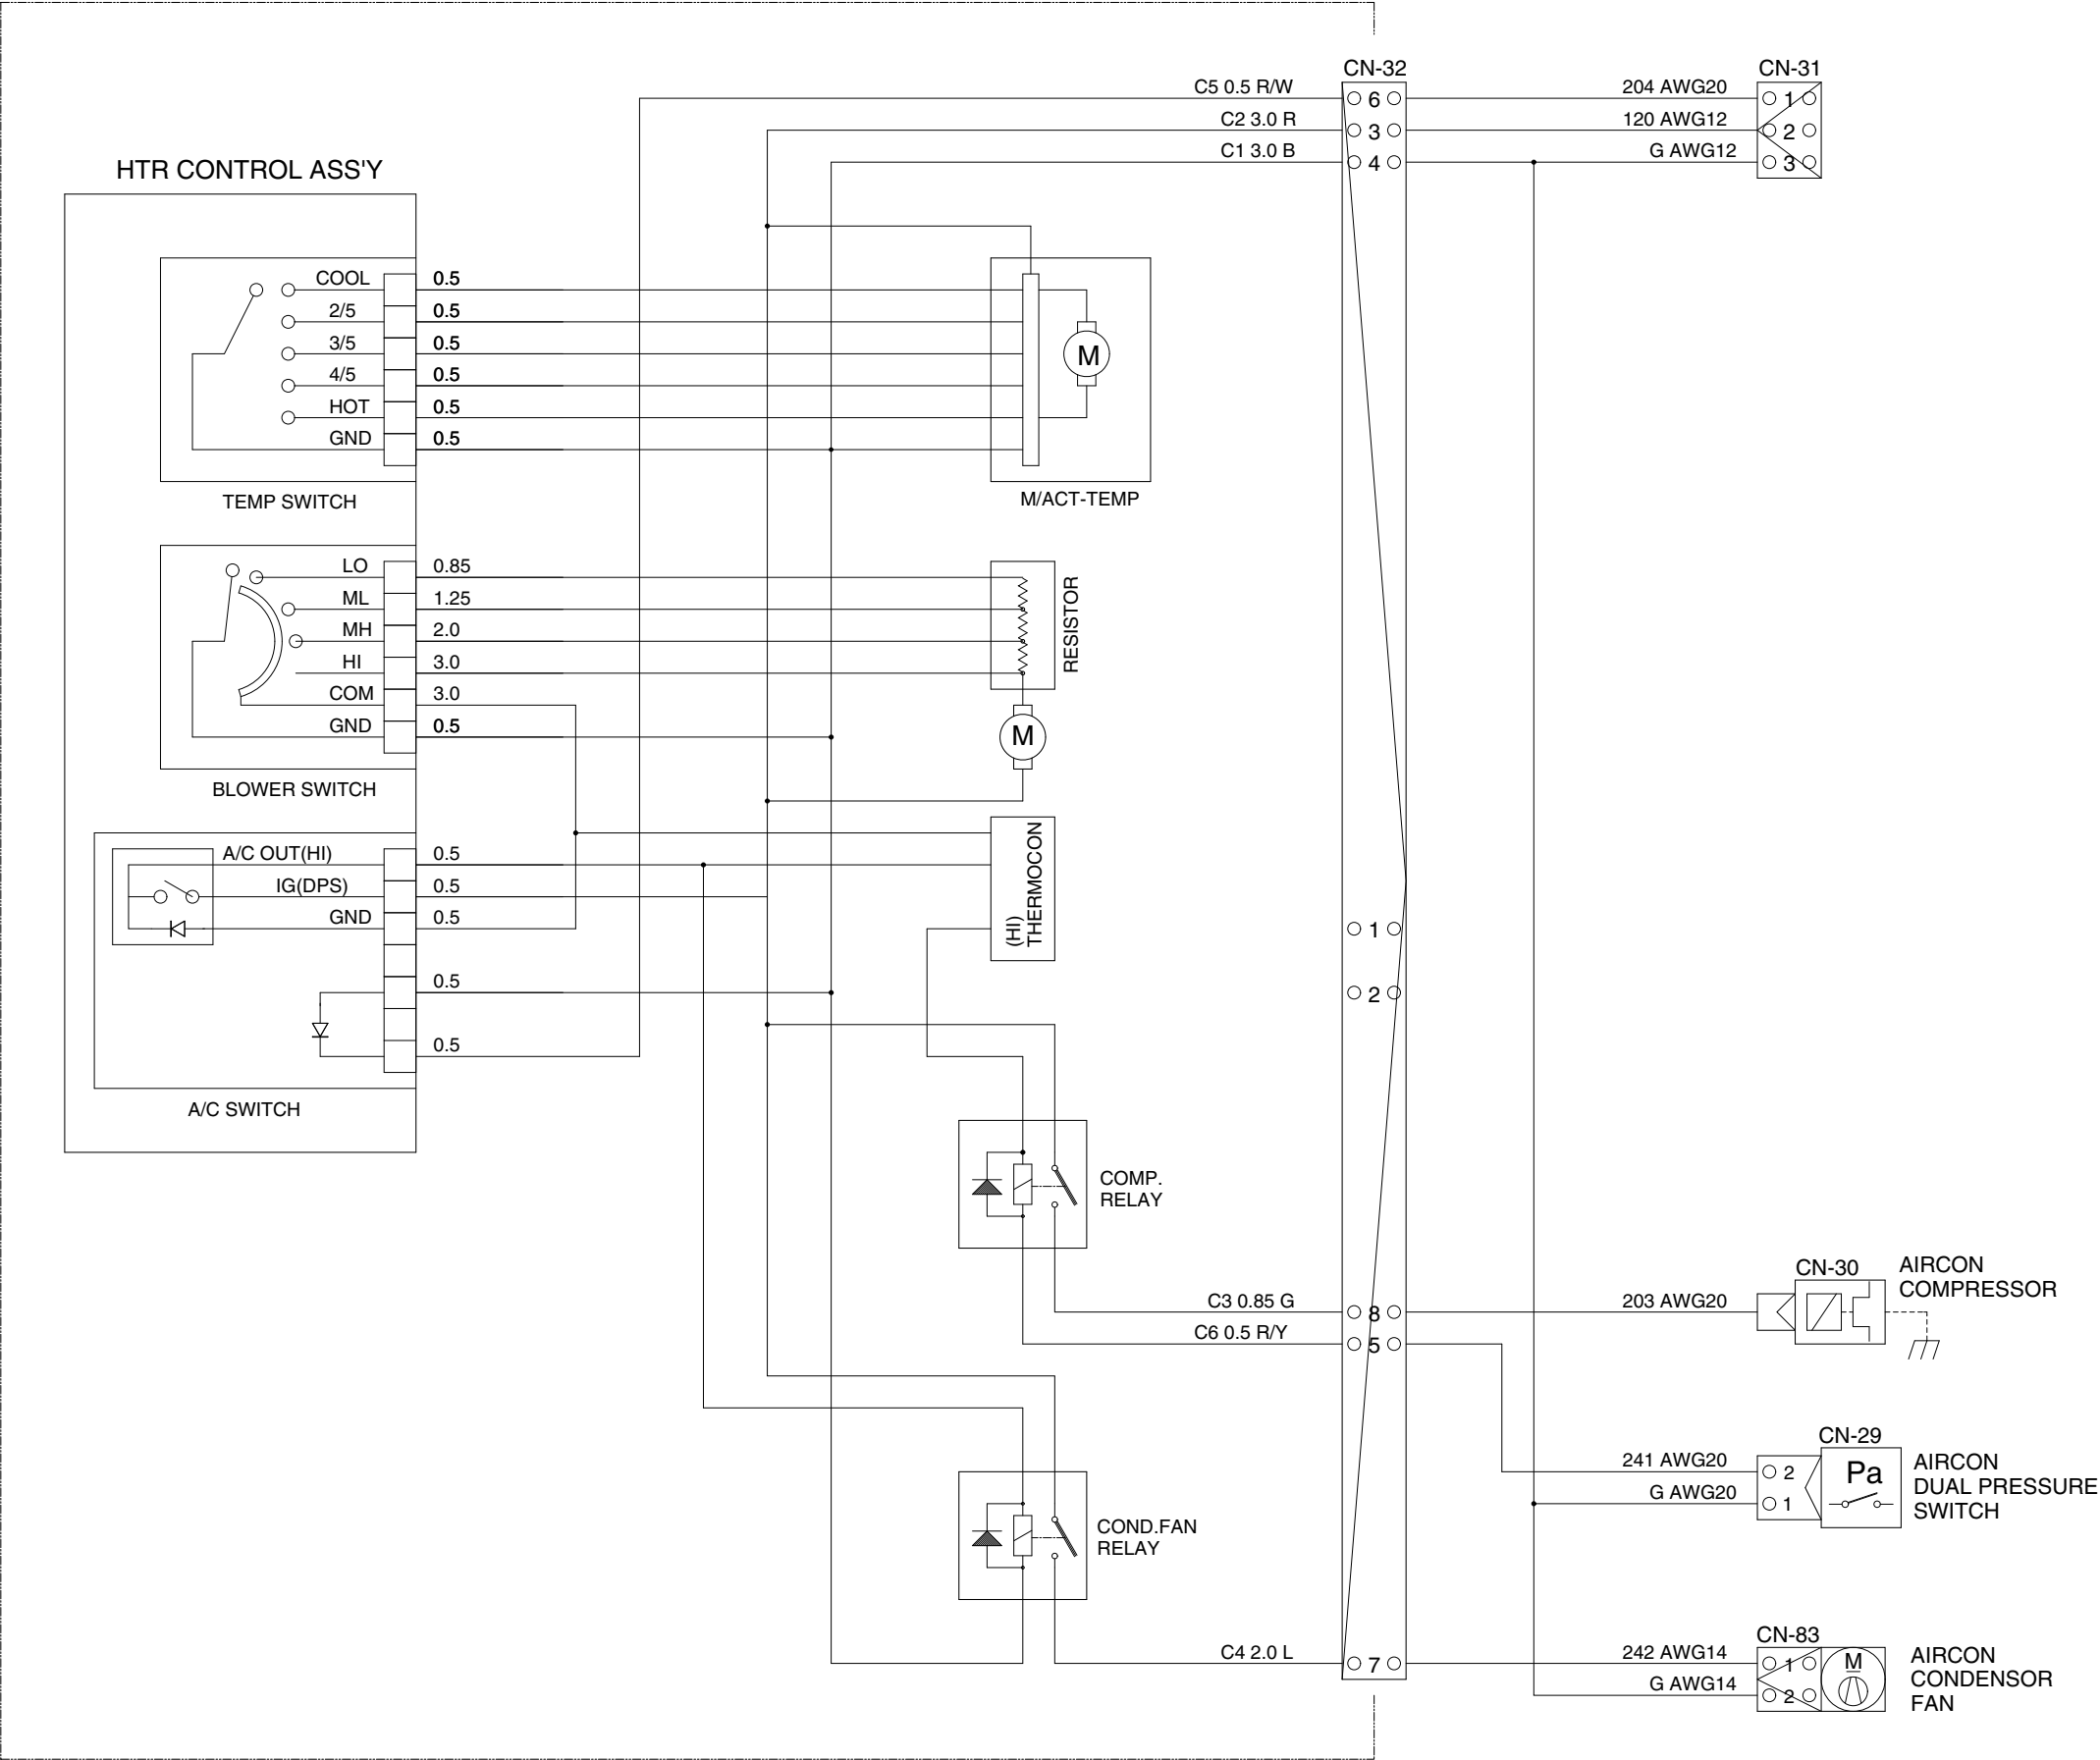 CN-32
CN-31
C5 0.5 R/W
6
204 AWG20
1
C2 3.0 R
3
120 AWG12
2
C1 3.0 B
4
G AWG12
3
HTR CONTROL ASS'Y
COOL
0.5
2/5
0.5
3/5
0.5
4/5
0.5
HOT
0.5
GND
0.5
M
TEMP SWITCH
M/ACT-TEMP
LO
0.85
ML
1.25
MH
2.0
HI
3.0
COM
3.0
GND
0.5
RESISTOR
M
BLOWER SWITCH
A/C OUT(HI)
0.5
IG(DPS)
0.5
GND
0.5
0.5
0.5
(HI)
THERMOCON
1
2
A/C SWITCH
COMP.
RELAY
C3 0.85 G
8
203 AWG20
CN-30
AIRCON
COMPRESSOR
C6 0.5 R/Y
5
CN-29
241 AWG20
2
Pa
G AWG20
1
AIRCON
DUAL PRESSURE
SWITCH
COND.FAN
RELAY
CN-83
C4 2.0 L
7
242 AWG14
1
M
G AWG14
2
AIRCON
CONDENSOR
FAN